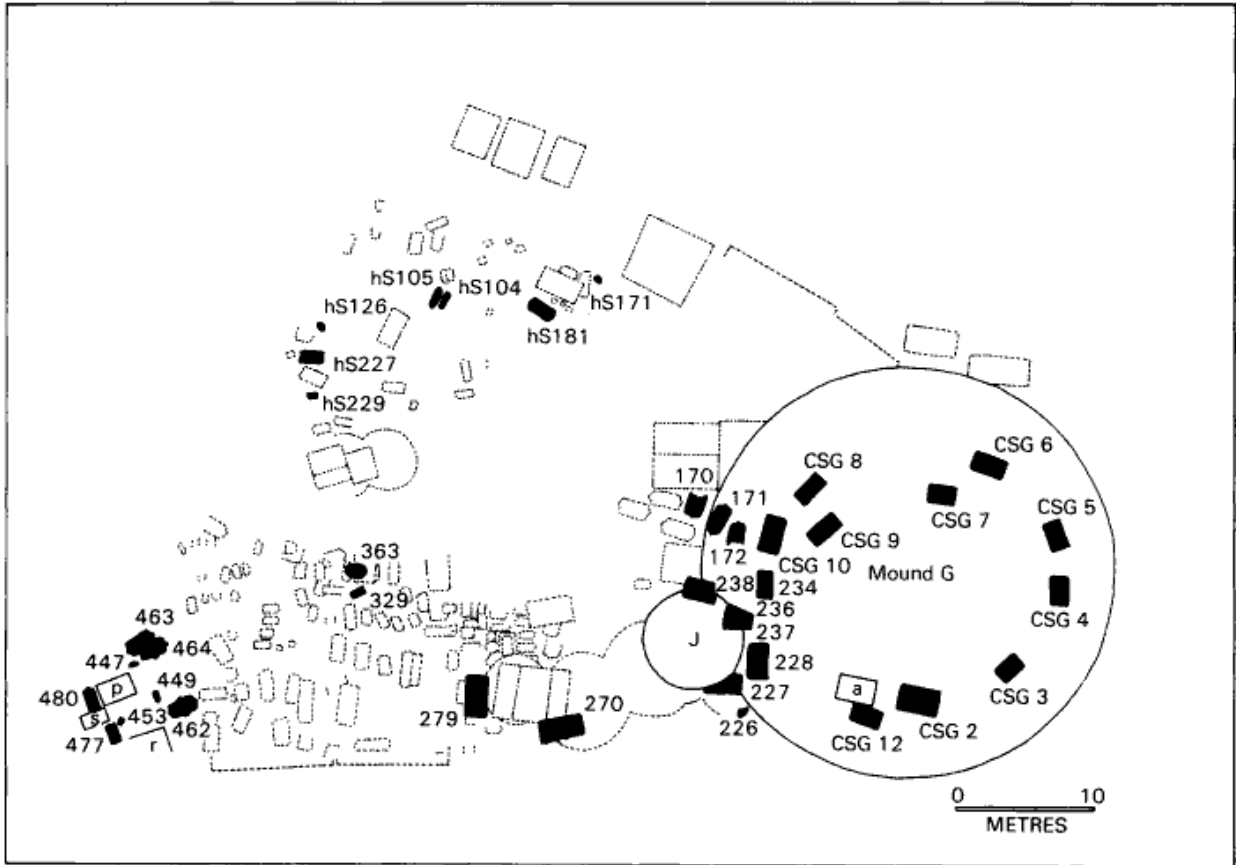 hS105
hS104
hS171
hS126
hS181
hS227
hS229
CSG 6
CSG 8
170
171
CSG 5
CSG 7
CSG 9
172
CSG 10
Mound G
363
238
234
329
236
CSG 4
463
464
J
237
447
228
449
p
480
227
a
CSG 3
s
279
270
453
462
226
CSG 12
CSG 2
477
r
0 10
METRES